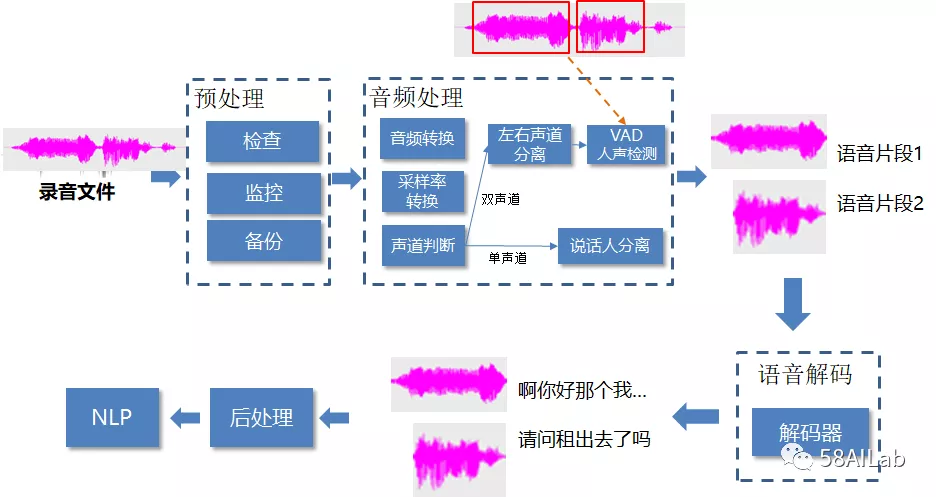 录音文件
预处理
检查
监控
备份
音频处理
音频转换
采样率
转换
声道判断
双声道
单声道
左右声道
分离
VAD
人声检测
说话人分离
语音片段1
语音片段2
语音解码
解码器
58AILab
啊你好那个我...
请问租出去了吗
后处理
NLP